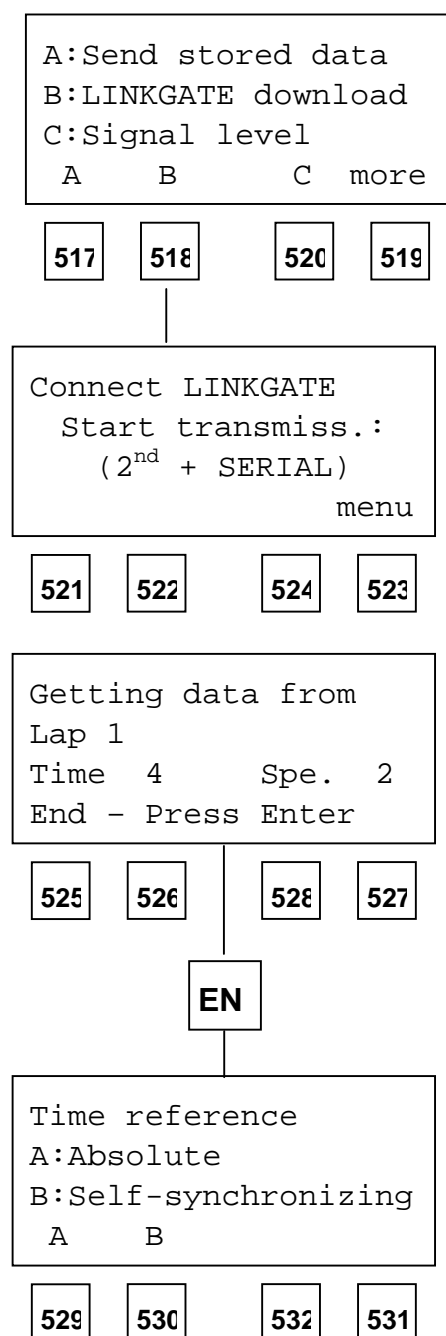 A:Send stored data
B:LINKGATE download
C:Signal level
A B C more
517 518 520 519
Connect LINKGATE
Start transmiss.:
(2nd + SERIAL)
menu
521 522 524 523
Getting data from
Lap 1
Time 4 Spe. 2
End – Press Enter
525 526 528 527
EN
Time reference
A:Absolute
B:Self-synchronizing
A B
529 530 532 531